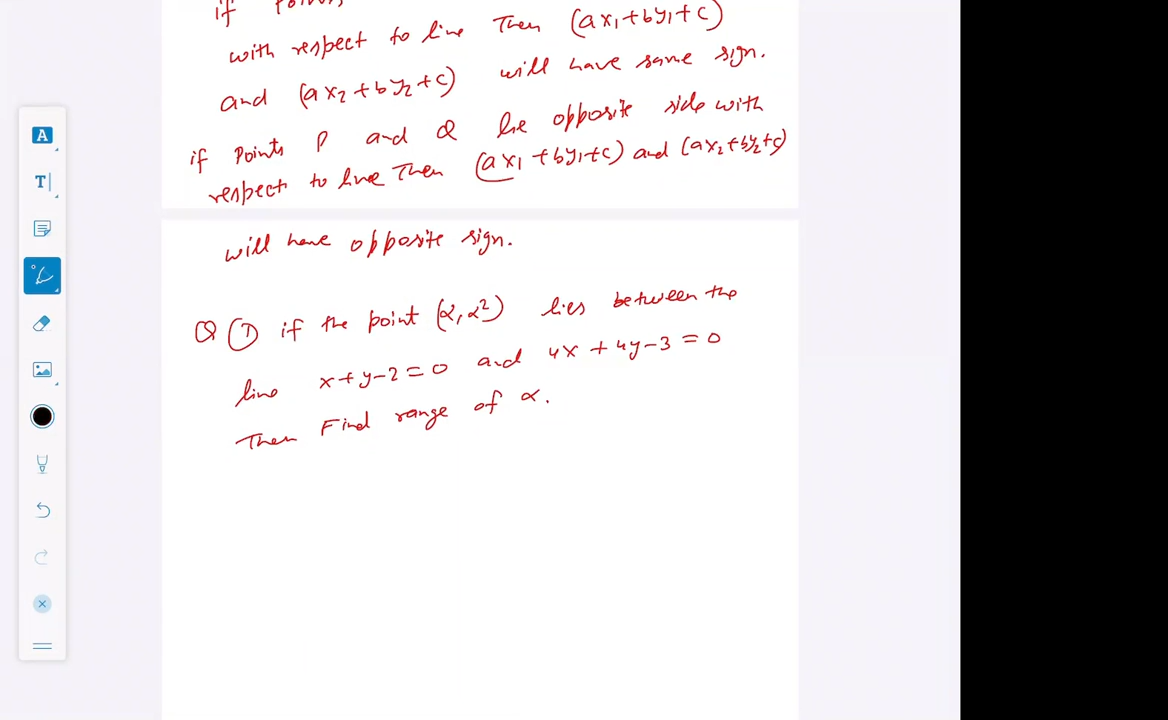 if Points
with respect to line Then (ax₁+by₁+c)
and (ax₂+by₂+c) will have same sign.
if Points P and Q lie opposite side with
respect to line Then (ax₁+by₁+c) and (ax₂+by₂+c)
will have opposite sign.
Q ① if the point (α, α²) lies between the
line x+y-2=0 and 4x+4y-3=0
Then Find range of α.
A
T